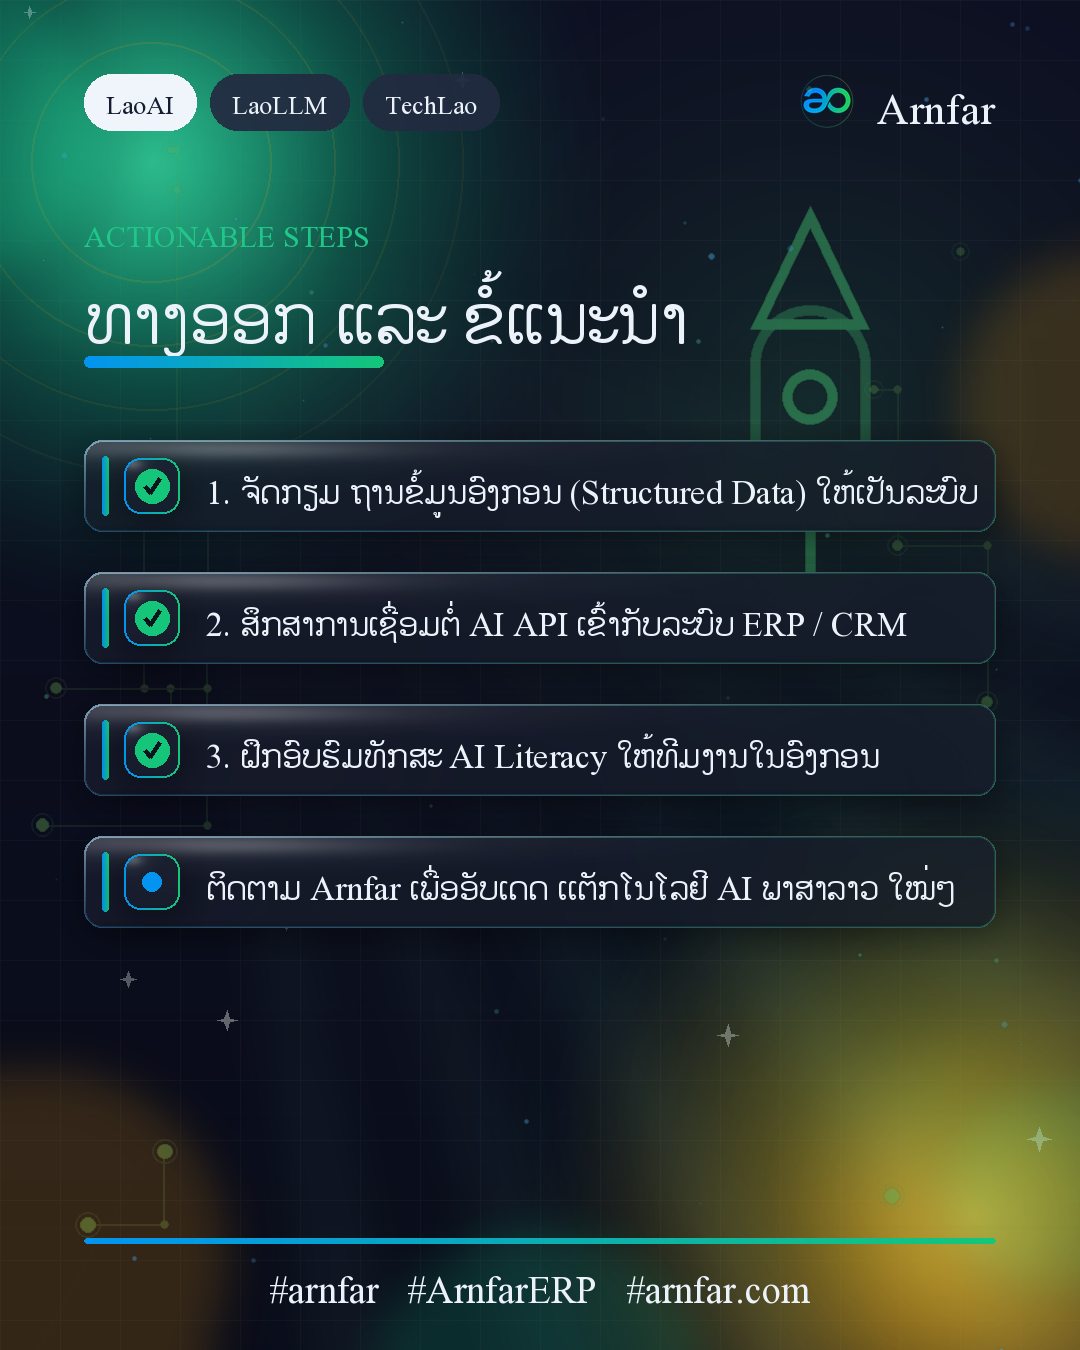 LaoAI LaoLLM TechLao
Arnfar
ACTIONABLE STEPS
ທາງອອກ ແລະ ຂໍ້ແນະນຳ
1. ຈັດກຽມ ຖານຂໍ້ມູນອົງກອນ (Structured Data) ໃຫ້ເປັນລະບົບ
2. ສຶກສາການເຊື່ອມຕໍ່ AI API ເຂົ້າກັບລະບົບ ERP / CRM
3. ຝຶກອົບຮົມທັກສະ AI Literacy ໃຫ້ທີມງານໃນອົງກອນ
ຕິດຕາມ Arnfar ເພື່ອອັບເດດ ແຕັກໂນໂລຢີ AI ພາສາລາວ ໃໝ່ໆ
#arnfar #ArnfarERP #arnfar.com